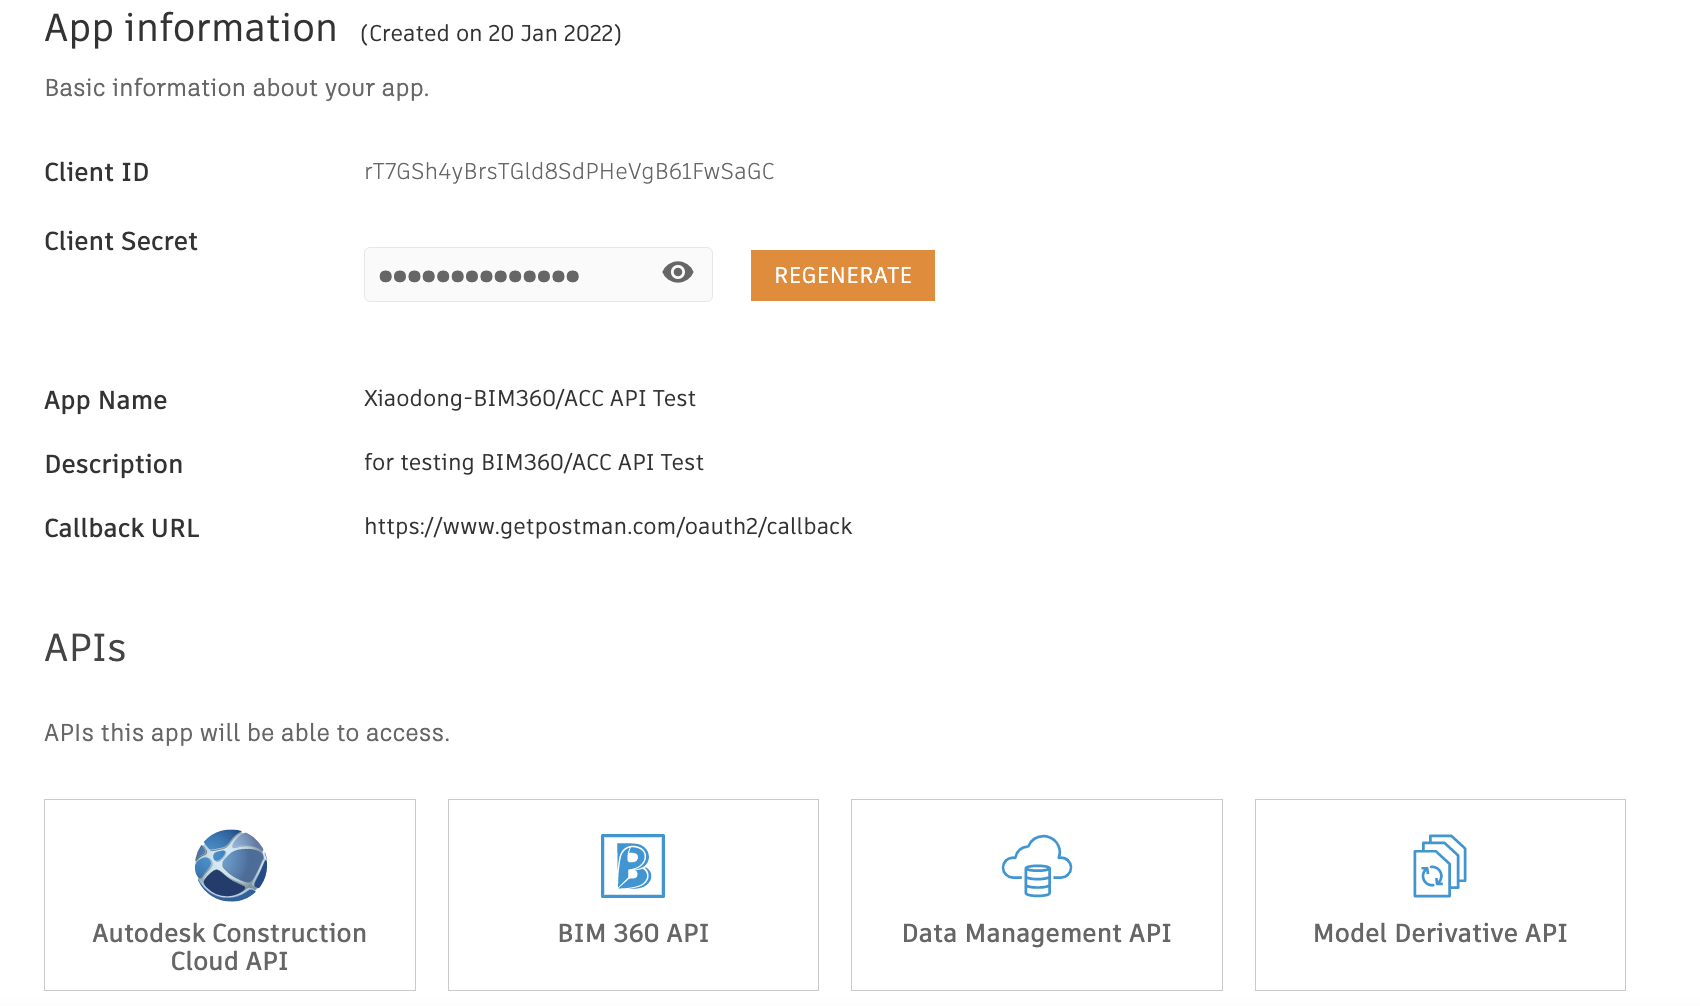 App information (Created on 20 Jan 2022)
Basic information about your app.
Client ID rT7GSh4yBrsTGld8SdPHeVgB61FwSaGC
Client Secret
REGENERATE
App Name Xiaodong-BIM360/ACC API Test
Description for testing BIM360/ACC API Test
Callback URL https://www.getpostman.com/oauth2/callback
APIs
APIs this app will be able to access.
Autodesk Construction
Cloud API
BIM 360 API
Data Management API
Model Derivative API